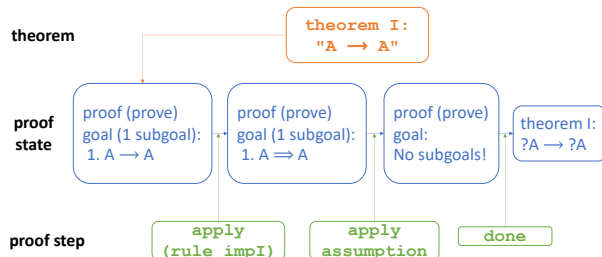 theorem
theorem I:
"A → A"
proof state
proof (prove)
goal (1 subgoal):
1. A → A
proof (prove)
goal (1 subgoal):
1. A ⟹ A
proof (prove)
goal:
No subgoals!
theorem I:
?A → ?A
proof step
apply
(rule impI)
apply
assumption
done